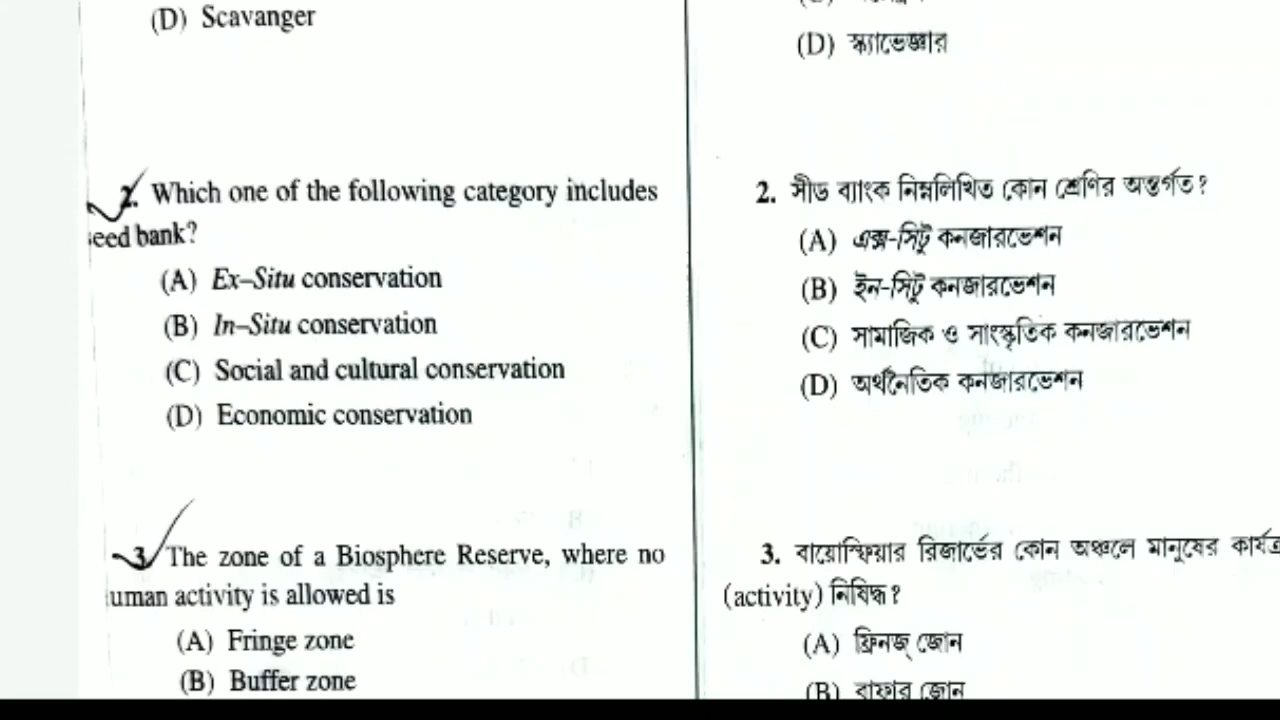 (D) Scavanger
2. Which one of the following category includes
seed bank?
(A) Ex–Situ conservation
(B) In–Situ conservation
(C) Social and cultural conservation
(D) Economic conservation
3. The zone of a Biosphere Reserve, where no
uman activity is allowed is
(A) Fringe zone
(B) Buffer zone
(D) স্ক্যাভেঞ্জার
2. সীড ব্যাংক নিম্নলিখিত কোন শ্রেণির অন্তর্গত?
(A) এক্স-সিটু কনজারভেশন
(B) ইন-সিটু কনজারভেশন
(C) সামাজিক ও সাংস্কৃতিক কনজারভেশন
(D) অর্থনৈতিক কনজারভেশন
3. বায়োস্ফিয়ার রিজার্ভের কোন অঞ্চলে মানুষের
(activity) নিষিদ্ধ?
(A) ফ্রিনজ্ জোন
(B) বাফার জোন